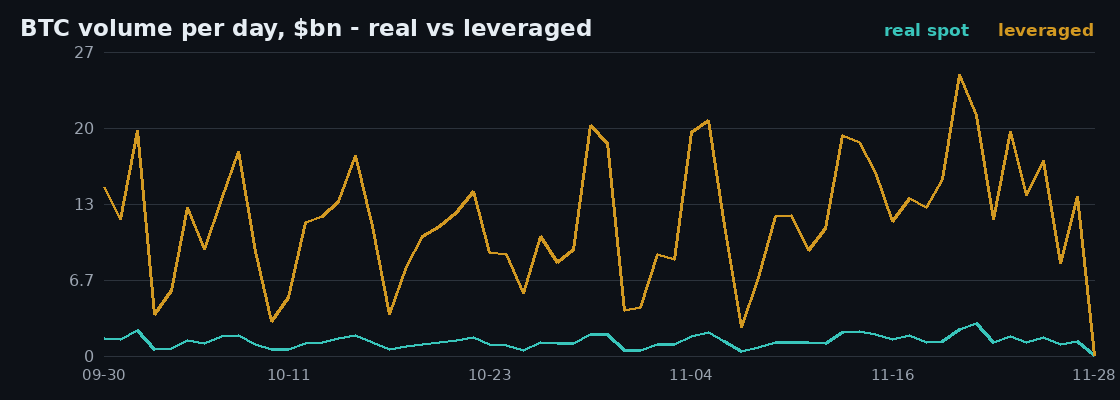 BTC volume per day, $bn - real vs leveraged
real spot leveraged
27
20
13
6.7
0
09-30 10-11 10-23 11-04 11-16 11-28